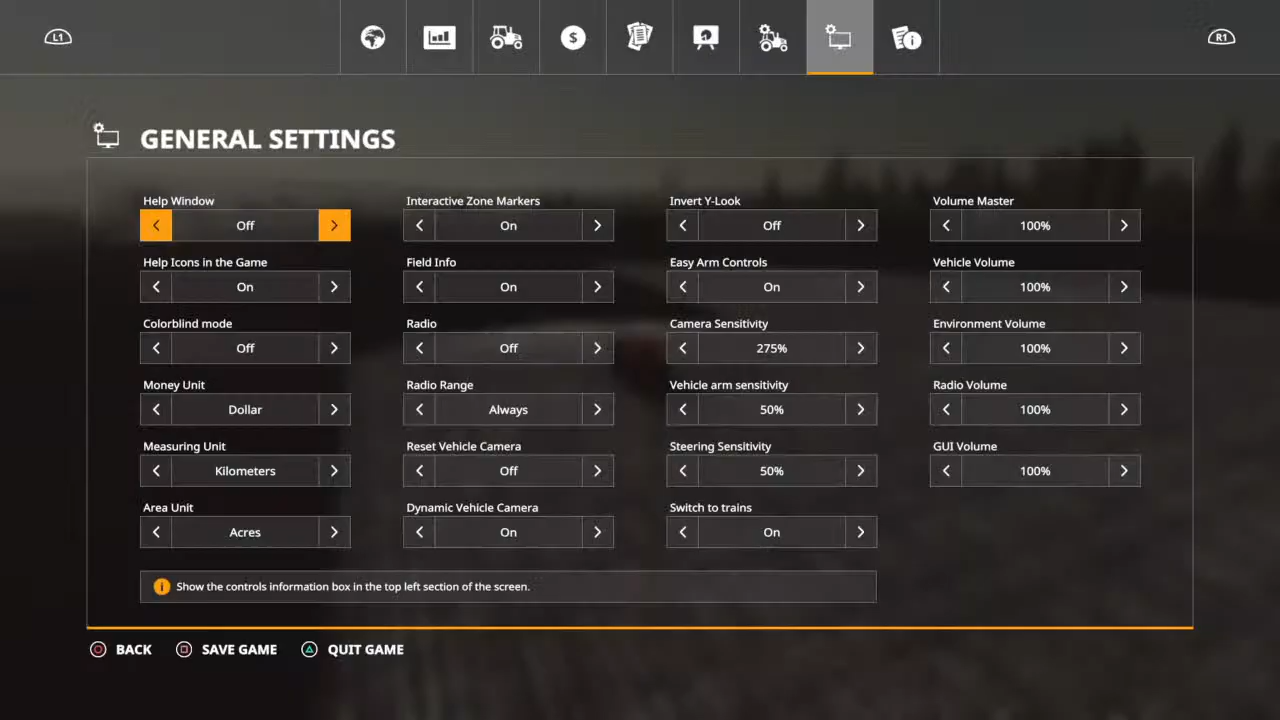 L1
R1
GENERAL SETTINGS
Help Window
Off
Help Icons in the Game
On
Colorblind mode
Off
Money Unit
Dollar
Measuring Unit
Kilometers
Area Unit
Acres
Interactive Zone Markers
On
Field Info
On
Radio
Off
Radio Range
Always
Reset Vehicle Camera
Off
Dynamic Vehicle Camera
On
Invert Y-Look
Off
Easy Arm Controls
On
Camera Sensitivity
275%
Vehicle arm sensitivity
50%
Steering Sensitivity
50%
Switch to trains
On
Volume Master
100%
Vehicle Volume
100%
Environment Volume
100%
Radio Volume
100%
GUI Volume
100%
Show the controls information box in the top left section of the screen.
BACK SAVE GAME QUIT GAME